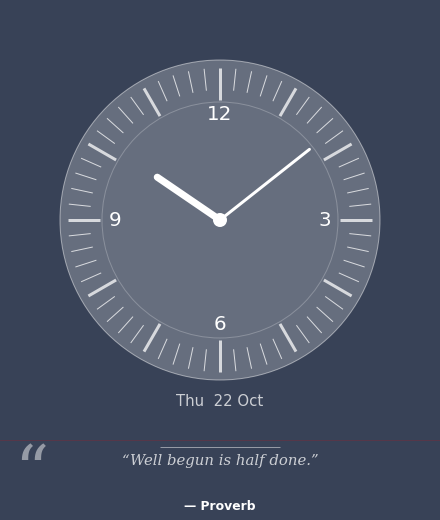 12
9 3
6
Thu 22 Oct
“
“Well begun is half done.”
— Proverb